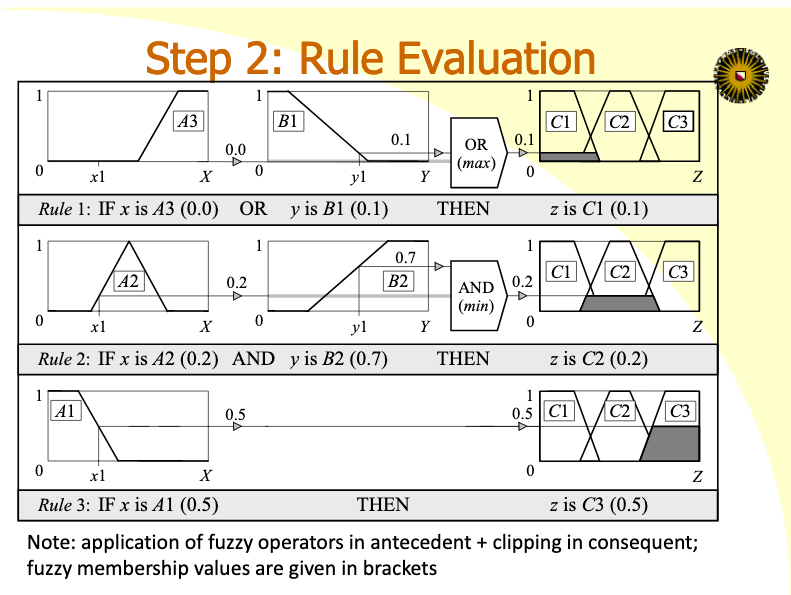 Step 2: Rule Evaluation
1
A3
0
x1
X
0.0
1
B1
0.1
0
y1
Y
OR
(max)
0.1
1
C1
C2
C3
0
Z
Rule 1: IF x is A3 (0.0) OR y is B1 (0.1) THEN z is C1 (0.1)
1
A2
0
x1
X
0.2
1
0.7
B2
0
y1
Y
AND
(min)
0.2
1
C1
C2
C3
0
Z
Rule 2: IF x is A2 (0.2) AND y is B2 (0.7) THEN z is C2 (0.2)
1
A1
0
x1
X
0.5
1
0.5
C1
C2
C3
0
Z
Rule 3: IF x is A1 (0.5) THEN z is C3 (0.5)
Note: application of fuzzy operators in antecedent + clipping in consequent;
fuzzy membership values are given in brackets